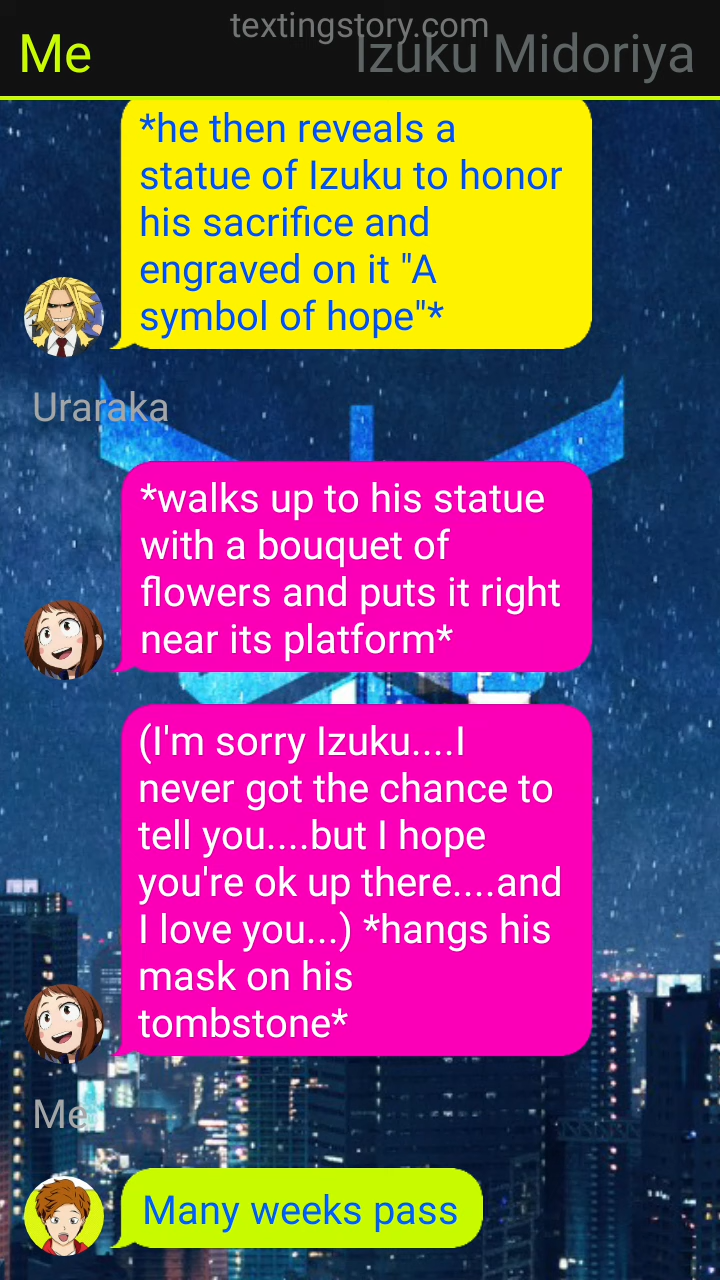 textingstory.com
Me
Izuku Midoriya
*he then reveals a
statue of Izuku to honor
his sacrifice and
engraved on it "A
symbol of hope"*
Uraraka
*walks up to his statue
with a bouquet of
flowers and puts it right
near its platform*
(I'm sorry Izuku....I
never got the chance to
tell you....but I hope
you're ok up there....and
I love you...) *hangs his
mask on his
tombstone*
Me
Many weeks pass